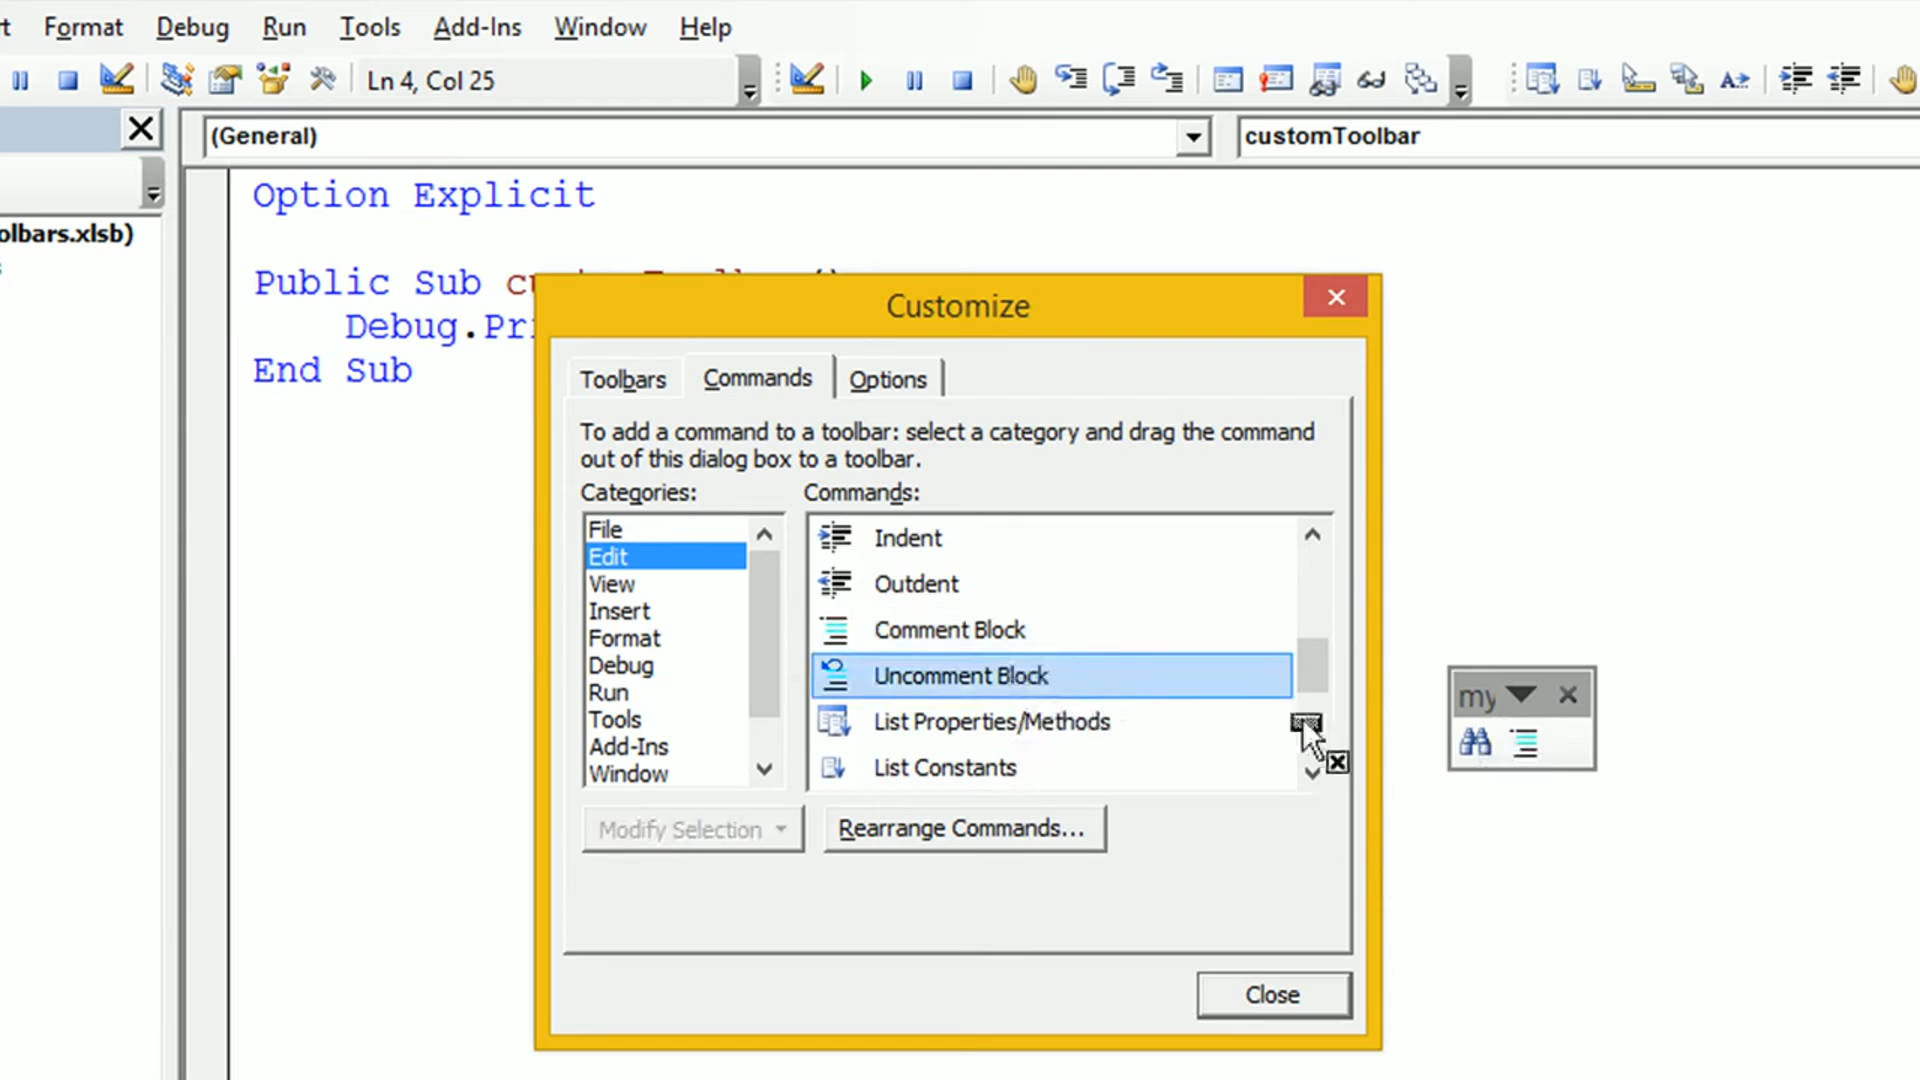 Format Debug Run Tools Add-Ins Window Help
Ln 4, Col 25
(General)
customToolbar
olbars.xlsb)
Option Explicit
Public Sub
Debug.Pri
End Sub
Customize
Toolbars Commands Options
To add a command to a toolbar: select a category and drag the command
out of this dialog box to a toolbar.
Categories:
Commands:
File
Edit
View
Insert
Format
Debug
Run
Tools
Add-Ins
Window
Indent
Outdent
Comment Block
Uncomment Block
List Properties/Methods
List Constants
Modify Selection
Rearrange Commands...
Close
my